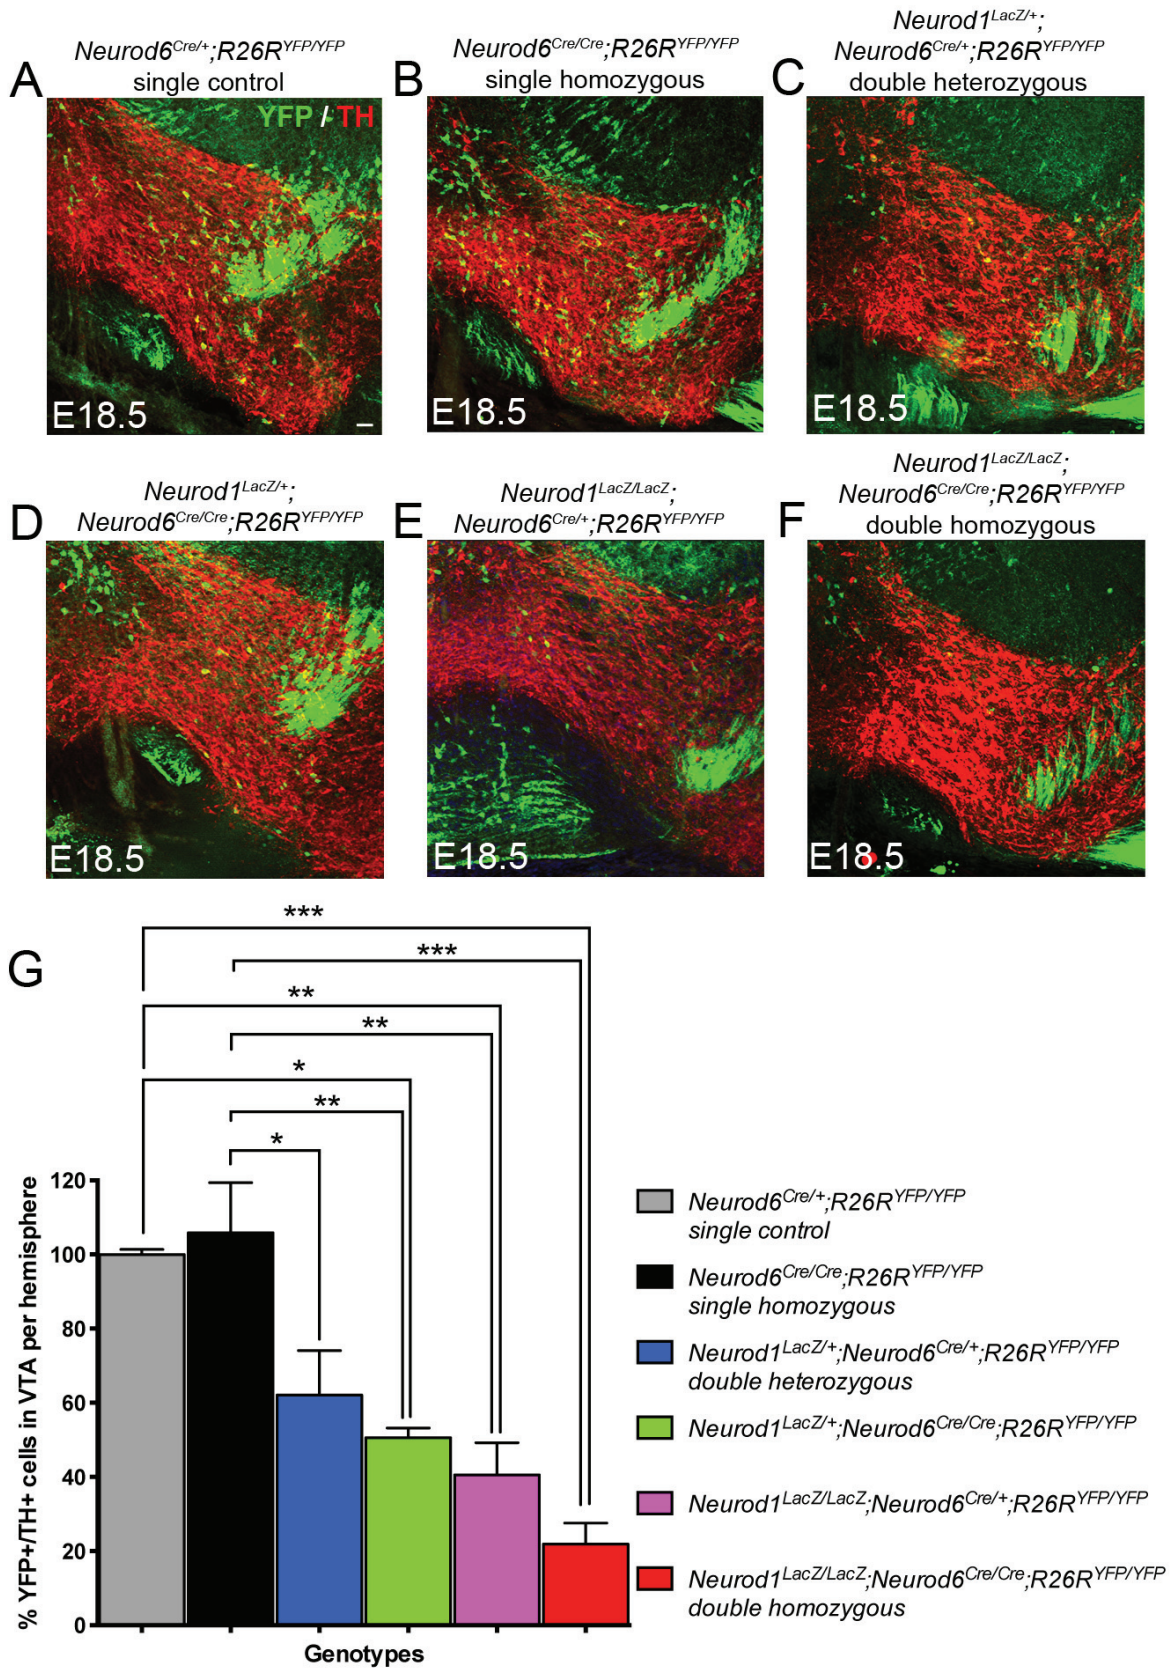 Neurod6Cre/+;R26RYFP/YFP
single control
Neurod6Cre/Cre;R26RYFP/YFP
single homozygous
Neurod1LacZ/+;
Neurod6Cre/+;R26RYFP/YFP
double heterozygous
A
B
C
YFP / TH
E18.5
E18.5
E18.5
Neurod1LacZ/+;
Neurod6Cre/Cre;R26RYFP/YFP
Neurod1LacZ/LacZ;
Neurod6Cre/+;R26RYFP/YFP
Neurod1LacZ/LacZ;
Neurod6Cre/Cre;R26RYFP/YFP
double homozygous
D
E
F
E18.5
E18.5
E18.5
G
***
***
**
**
*
**
*
% YFP+/TH+ cells in VTA per hemisphere
120
100
80
60
40
20
0
Genotypes
Neurod6Cre/+;R26RYFP/YFP
single control
Neurod6Cre/Cre;R26RYFP/YFP
single homozygous
Neurod1LacZ/+;Neurod6Cre/+;R26RYFP/YFP
double heterozygous
Neurod1LacZ/+;Neurod6Cre/Cre;R26RYFP/YFP
Neurod1LacZ/LacZ;Neurod6Cre/+;R26RYFP/YFP
Neurod1LacZ/LacZ;Neurod6Cre/Cre;R26RYFP/YFP
double homozygous